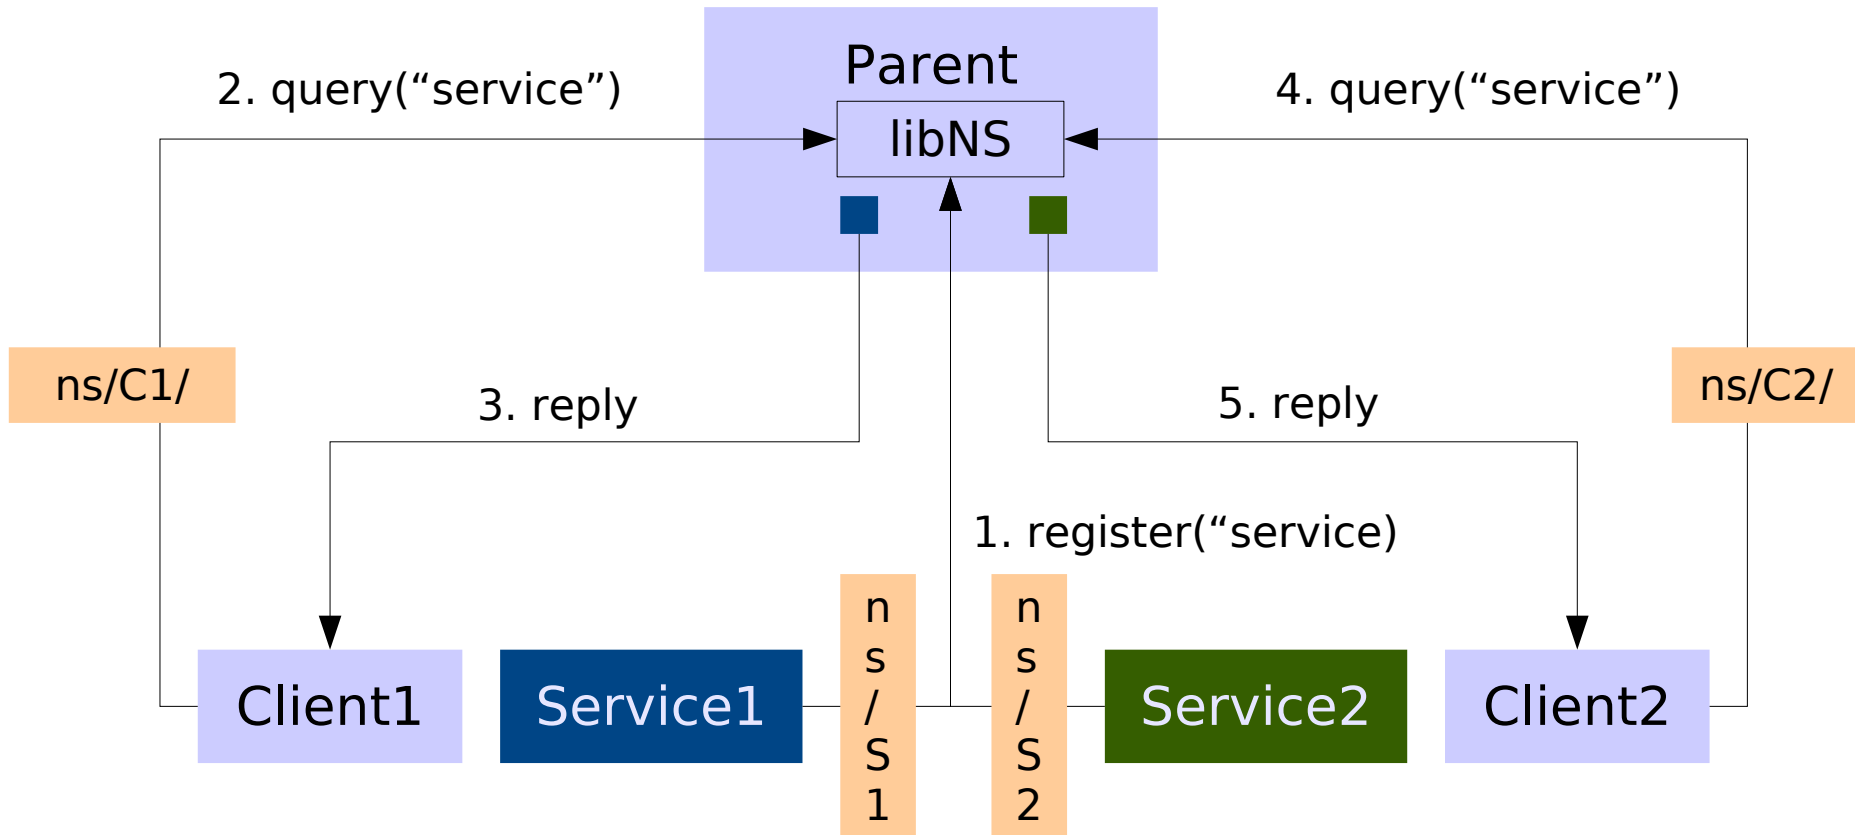 Parent
2. query(“service”)
4. query(“service”)
libNS
ns/C1/
ns/C2/
3. reply
5. reply
1. register(“service)
n
s
/
S
1
n
s
/
S
2
Client1
Service1
Service2
Client2